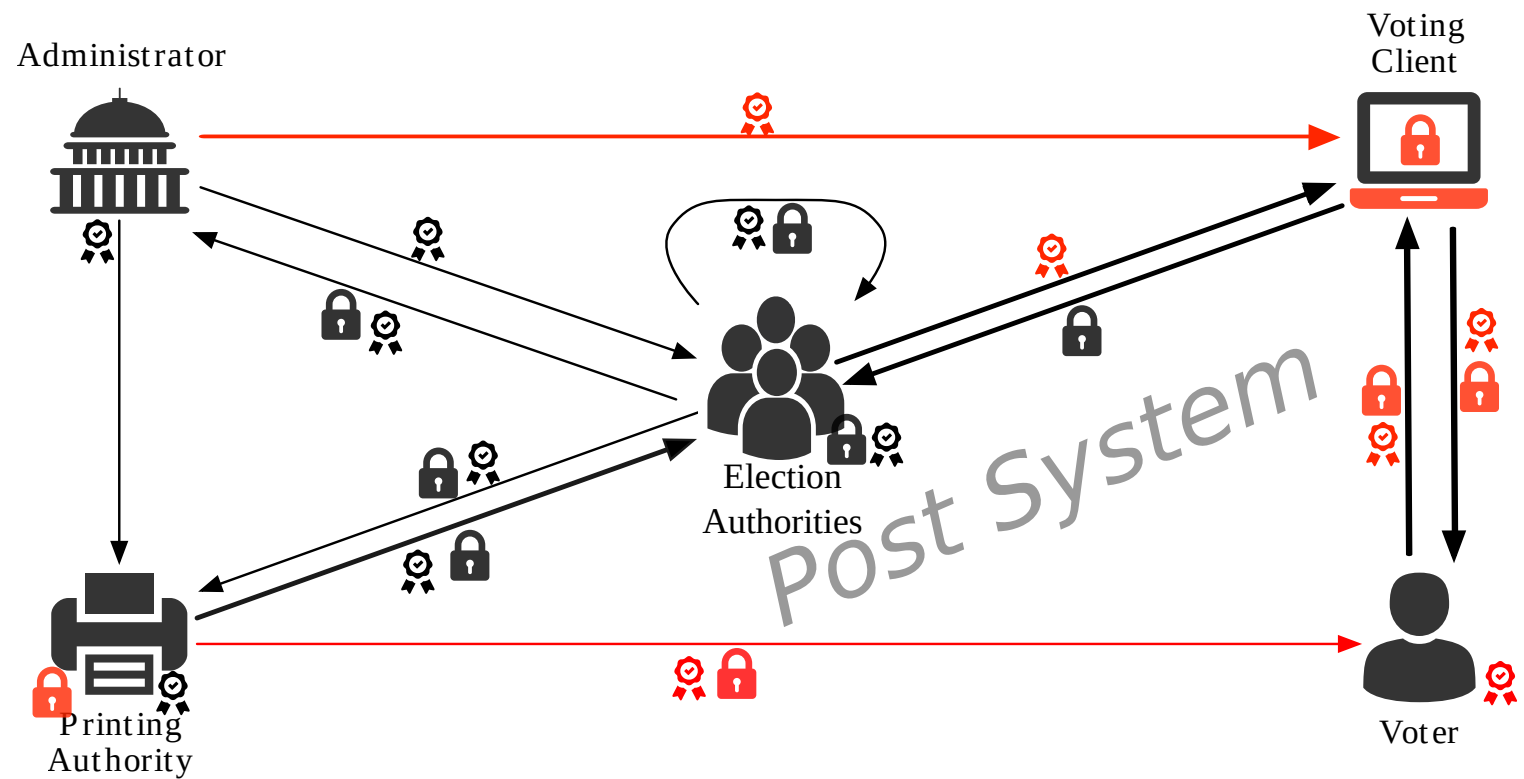 Administrator
Voting
Client
Election
Authorities
Post System
Printing
Authority
Voter